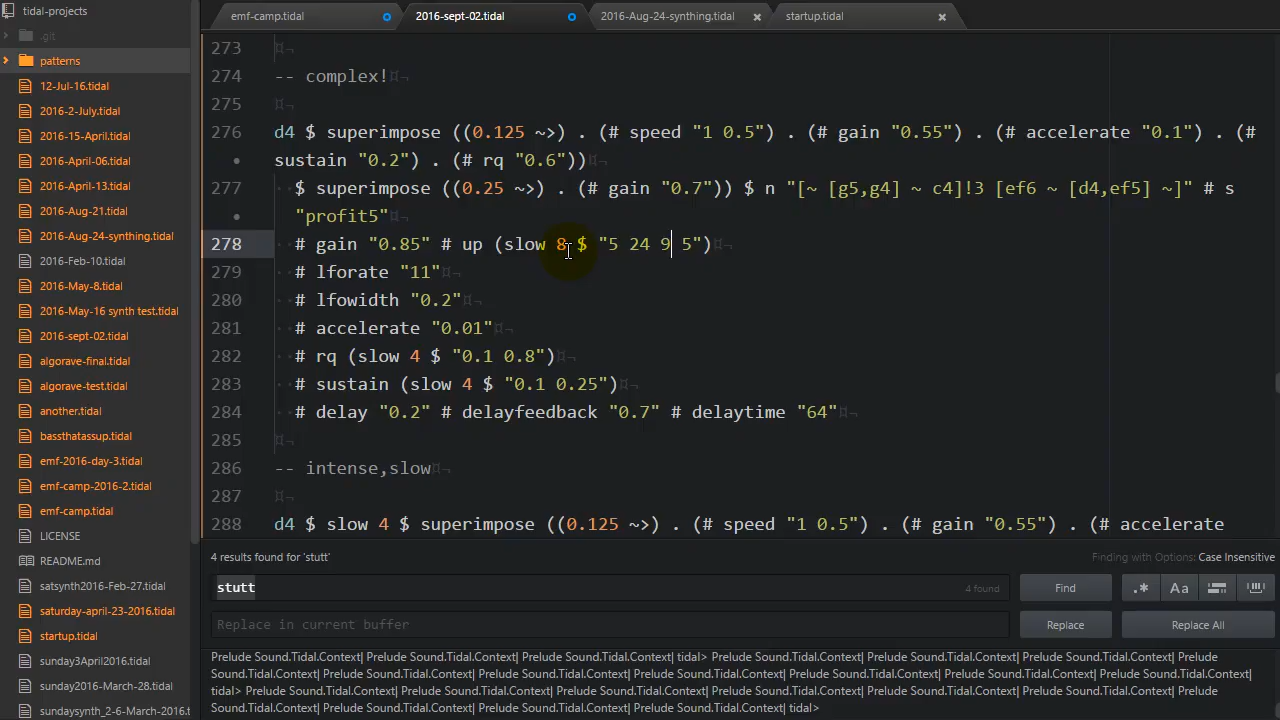 tidal-projects
.git
patterns
12-Jul-16.tidal
2016-2-July.tidal
2016-15-April.tidal
2016-April-06.tidal
2016-April-13.tidal
2016-Aug-21.tidal
2016-Aug-24-synthing.tidal
2016-Feb-10.tidal
2016-May-8.tidal
2016-May-16 synth test.tidal
2016-sept-02.tidal
algorave-final.tidal
algorave-test.tidal
another.tidal
bassthatassup.tidal
emf-2016-day-3.tidal
emf-camp-2016-2.tidal
emf-camp.tidal
LICENSE
README.md
satsynth2016-Feb-27.tidal
saturday-april-23-2016.tidal
startup.tidal
sunday3April2016.tidal
sunday2016-March-28.tidal
sundaysynth_2-6-March-2016.t
emf-camp.tidal
2016-sept-02.tidal
2016-Aug-24-synthing.tidal
startup.tidal
273
274 -- complex!
275
276 d4 $ superimpose ((0.125 ~>) . (# speed "1 0.5") . (# gain "0.55") . (# accelerate "0.1") . (#
sustain "0.2") . (# rq "0.6"))
277 $ superimpose ((0.25 ~>) . (# gain "0.7")) $ n "[~ [g5,g4] ~ c4]!3 [ef6 ~ [d4,ef5] ~]" # s
"profit5"
278 # gain "0.85" # up (slow 8 $ "5 24 9 5")
279 # lforate "11"
280 # lfowidth "0.2"
281 # accelerate "0.01"
282 # rq (slow 4 $ "0.1 0.8")
283 # sustain (slow 4 $ "0.1 0.25")
284 # delay "0.2" # delayfeedback "0.7" # delaytime "64"
285
286 -- intense,slow
287
288 d4 $ slow 4 $ superimpose ((0.125 ~>) . (# speed "1 0.5") . (# gain "0.55") . (# accelerate
4 results found for 'stutt'
Finding with Options: Case Insensitive
stutt
4 found
Find
.*
Aa
Replace in current buffer
Replace
Replace All
Prelude Sound.Tidal.Context| Prelude Sound.Tidal.Context| Prelude Sound.Tidal.Context| tidal> Prelude Sound.Tidal.Context| Prelude Sound.Tidal.Context| Prelude Sound.Tidal.Context| Prelude
Sound.Tidal.Context| Prelude Sound.Tidal.Context| Prelude Sound.Tidal.Context| Prelude Sound.Tidal.Context| Prelude Sound.Tidal.Context| Prelude Sound.Tidal.Context| Prelude Sound.Tidal.Context|
tidal> Prelude Sound.Tidal.Context| Prelude Sound.Tidal.Context| Prelude Sound.Tidal.Context| Prelude Sound.Tidal.Context| Prelude Sound.Tidal.Context| Prelude Sound.Tidal.Context| Prelude
Sound.Tidal.Context| Prelude Sound.Tidal.Context| Prelude Sound.Tidal.Context| Prelude Sound.Tidal.Context| tidal>